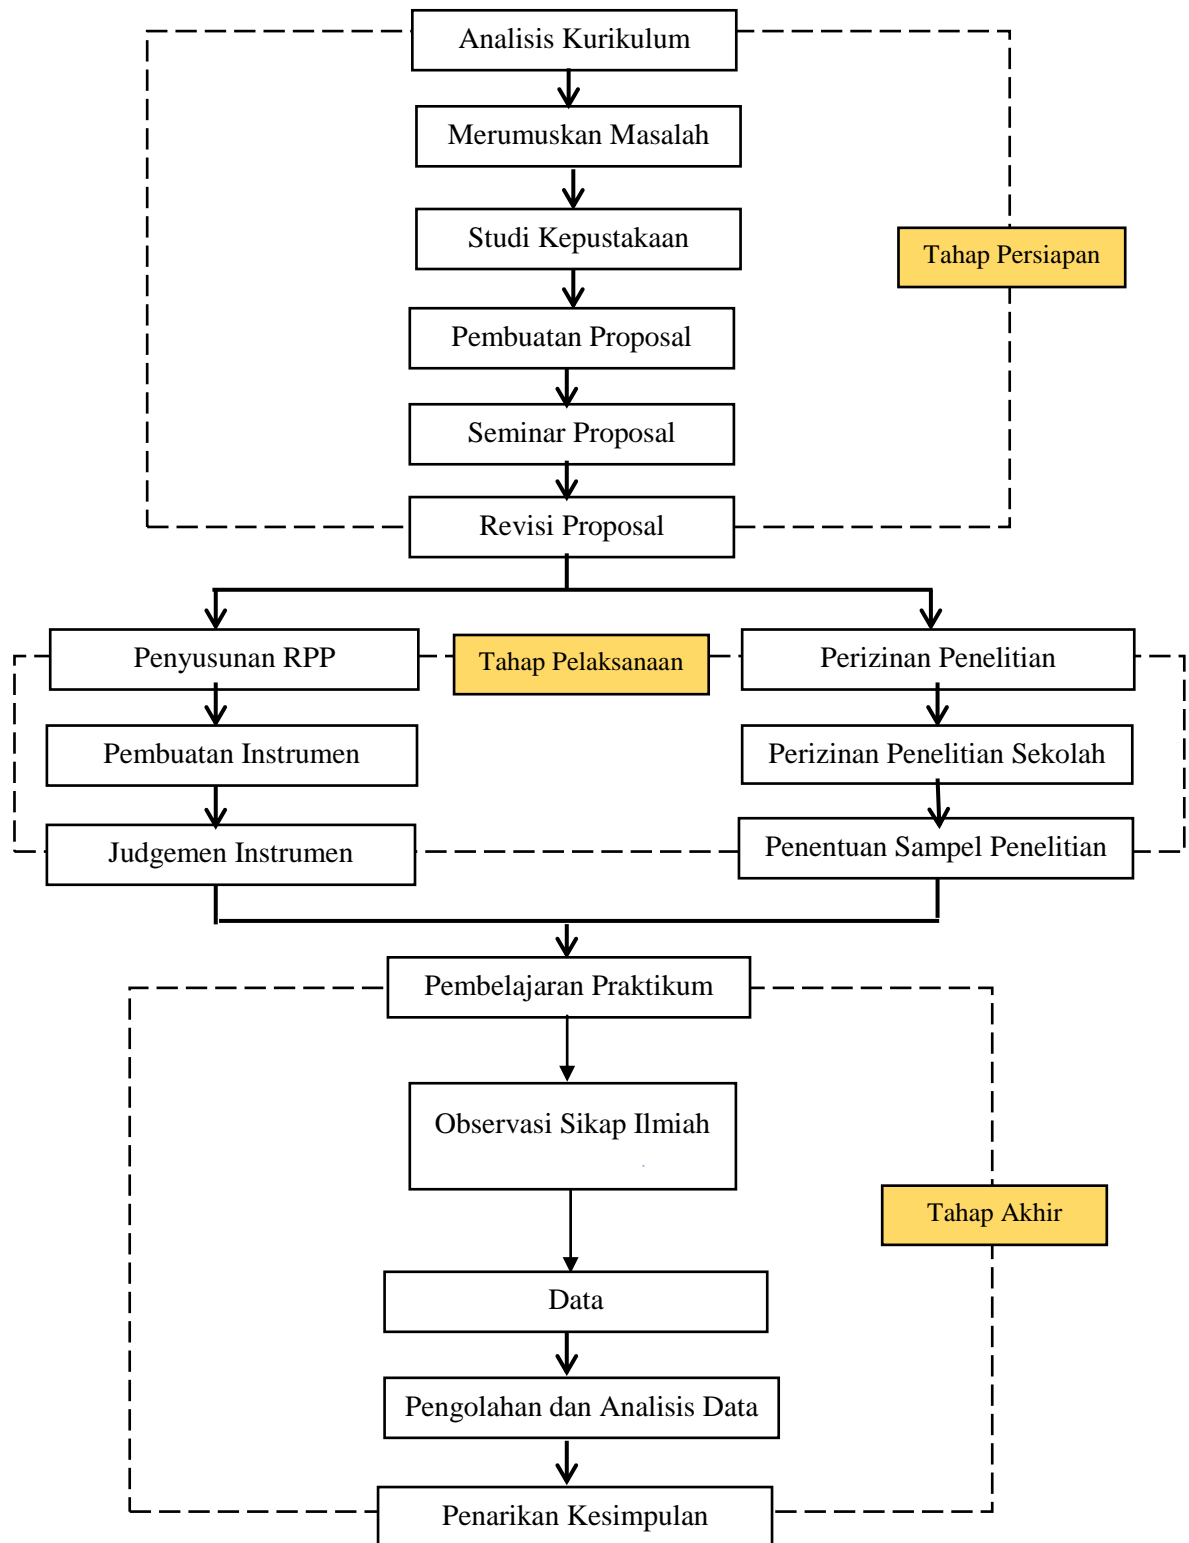 Analisis Kurikulum
Merumuskan Masalah
Studi Kepustakaan
Tahap Persiapan
Pembuatan Proposal
Seminar Proposal
Revisi Proposal
Penyusunan RPP
Tahap Pelaksanaan
Perizinan Penelitian
Pembuatan Instrumen
Perizinan Penelitian Sekolah
Judgemen Instrumen
Penentuan Sampel Penelitian
Pembelajaran Praktikum
Observasi Sikap Ilmiah
Tahap Akhir
Data
Pengolahan dan Analisis Data
Penarikan Kesimpulan